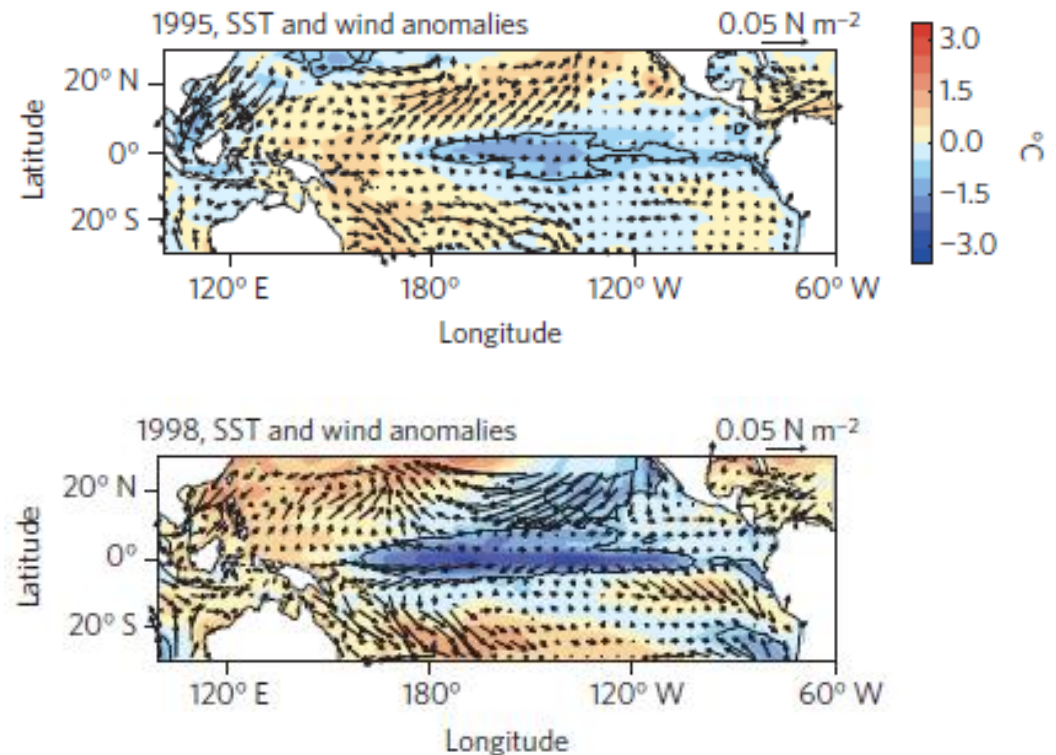 1995, SST and wind anomalies 0.05 N m⁻²
3.0
20° N
1.5
Latitude
0°
0.0
°C
−1.5
20° S
−3.0
120° E 180° 120° W 60° W
Longitude
1998, SST and wind anomalies 0.05 N m⁻²
20° N
Latitude
0°
20° S
120° E 180° 120° W 60° W
Longitude